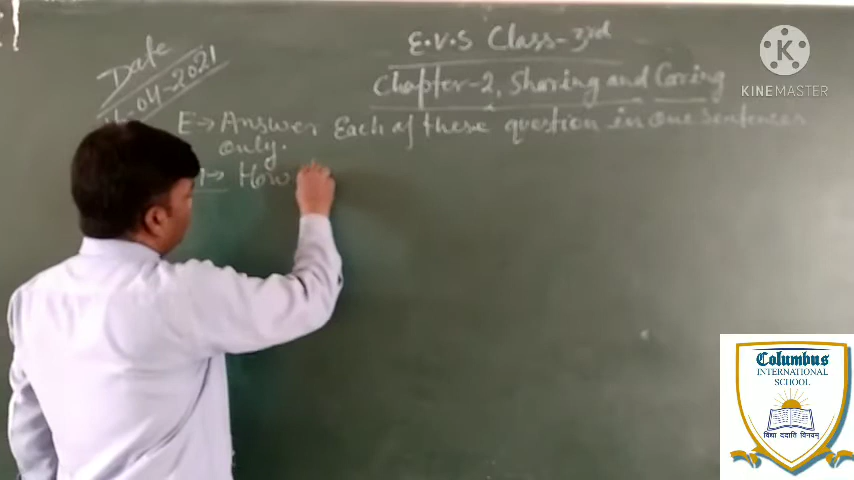 Date
04-2021
E.V.S Class-3rd
Chapter-2, Sharing and Caring
E→ Answer Each of these question in one sentences
only.
1→ How
KINEMASTER
Columbus
INTERNATIONAL
SCHOOL
विद्या ददाति विनयम्